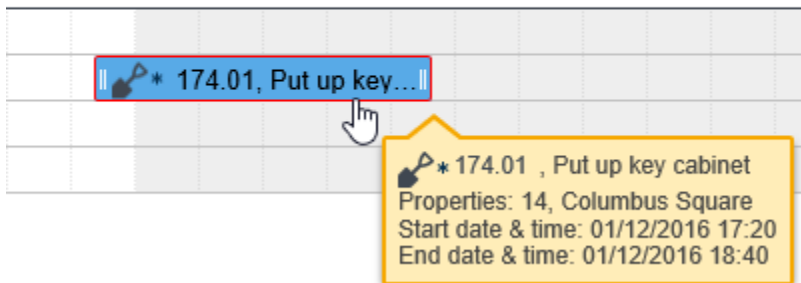 * 174.01, Put up key...
* 174.01 , Put up key cabinet
Properties: 14, Columbus Square
Start date & time: 01/12/2016 17:20
End date & time: 01/12/2016 18:40